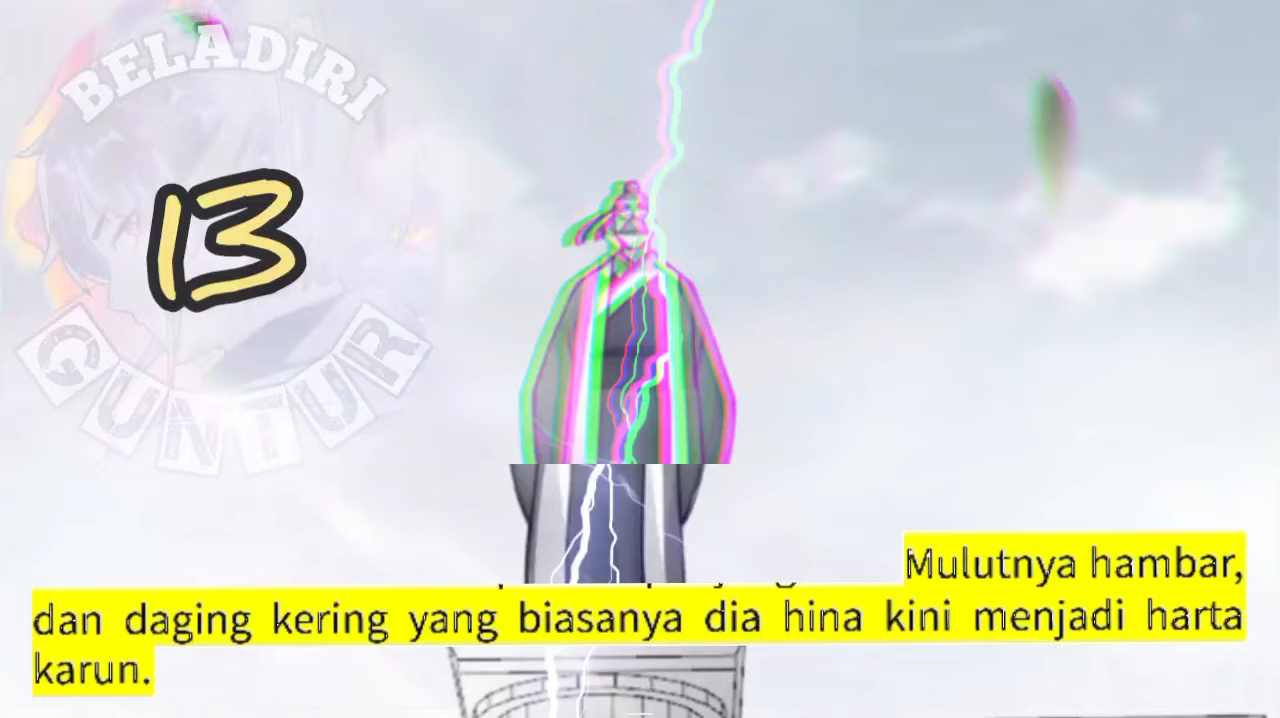 BELADIRI
13
GUNTUR
Mulutnya hambar,
dan daging kering yang biasanya dia hina kini menjadi harta
karun.